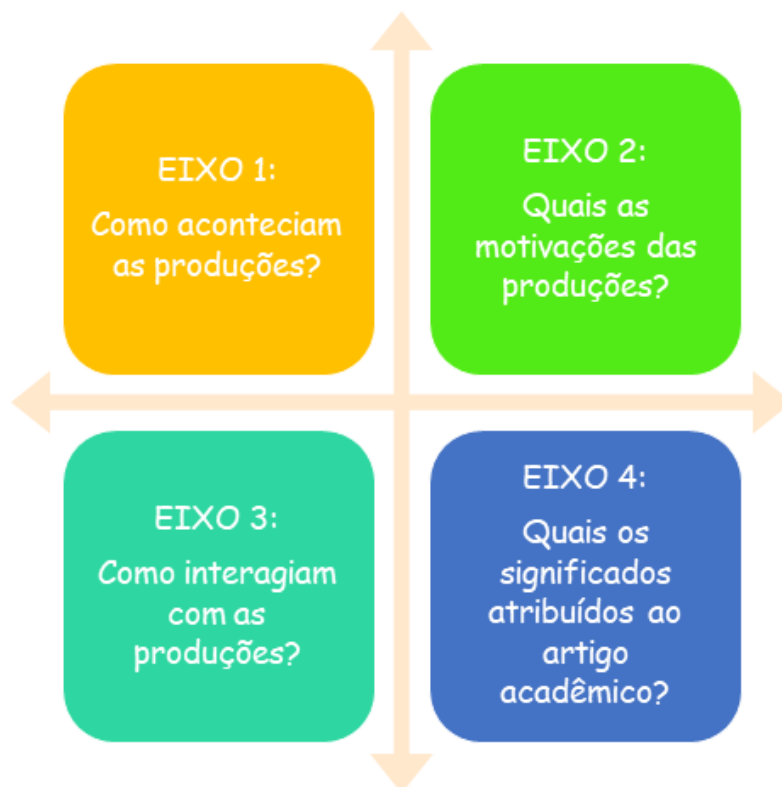 EIXO 1:
Como aconteciam
as produções?
EIXO 2:
Quais as
motivações das
produções?
EIXO 3:
Como interagiam
com as
produções?
EIXO 4:
Quais os
significados
atribuídos ao
artigo
acadêmico?